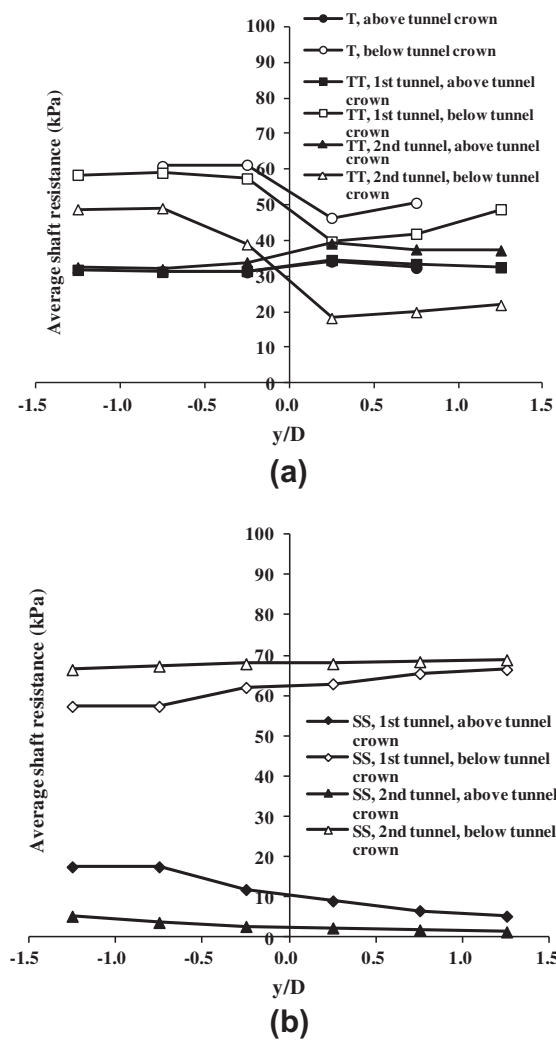 100
90
80
70
60
50
40
30
20
10
0
-1.5
-1.0
-0.5
0.0
0.5
1.0
1.5
Average shaft resistance (kPa)
y/D
T, above tunnel crown
T, below tunnel crown
TT, 1st tunnel, above tunnel
crown
TT, 1st tunnel, below tunnel
crown
TT, 2nd tunnel, above tunnel
crown
TT, 2nd tunnel, below tunnel
crown
(a)
100
90
80
70
60
50
40
30
20
10
0
-1.5
-1.0
-0.5
0.0
0.5
1.0
1.5
Average shaft resistance (kPa)
y/D
SS, 1st tunnel, above tunnel
crown
SS, 1st tunnel, below tunnel
crown
SS, 2nd tunnel, above tunnel
crown
SS, 2nd tunnel, below tunnel
crown
(b)